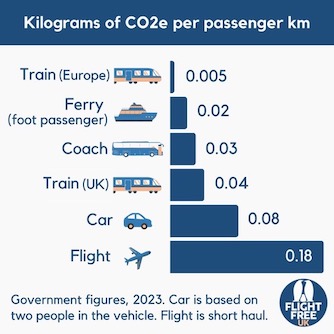 Kilograms of CO2e per passenger km
Train (Europe) 0.005
Ferry 0.02
(foot passenger)
Coach 0.03
Train (UK) 0.04
Car 0.08
Flight 0.18
Government figures, 2023. Car is based on
two people in the vehicle. Flight is short haul.
FLIGHT
FREE
UK